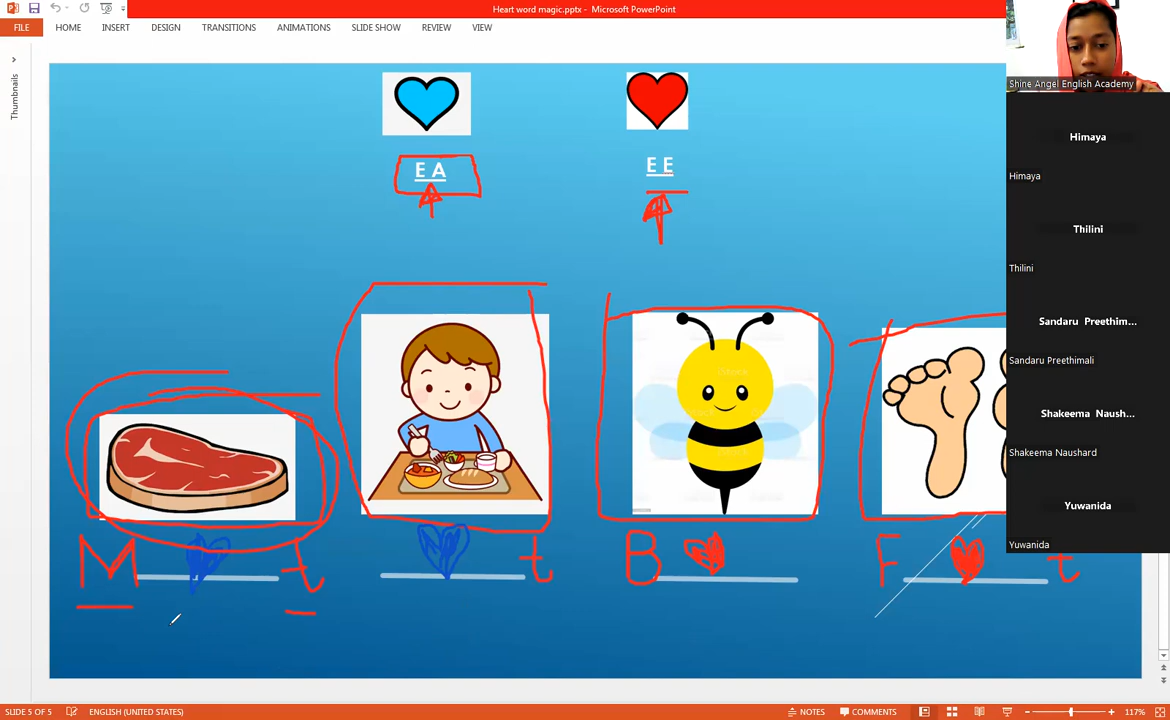 Heart word magic.pptx - Microsoft PowerPoint
FILE HOME INSERT DESIGN TRANSITIONS ANIMATIONS SLIDE SHOW REVIEW VIEW
Thumbnails
Shine Angel English Academy
Himaya
Himaya
Thilini
Thilini
Sandaru Preethim...
Sandaru Preethimali
Shakeema Naush...
Shakeema Naushard
Yuwanida
Yuwanida
E A
E E
iStock
M t
t
B
F t
SLIDE 5 OF 5 ENGLISH (UNITED STATES) NOTES COMMENTS 117%